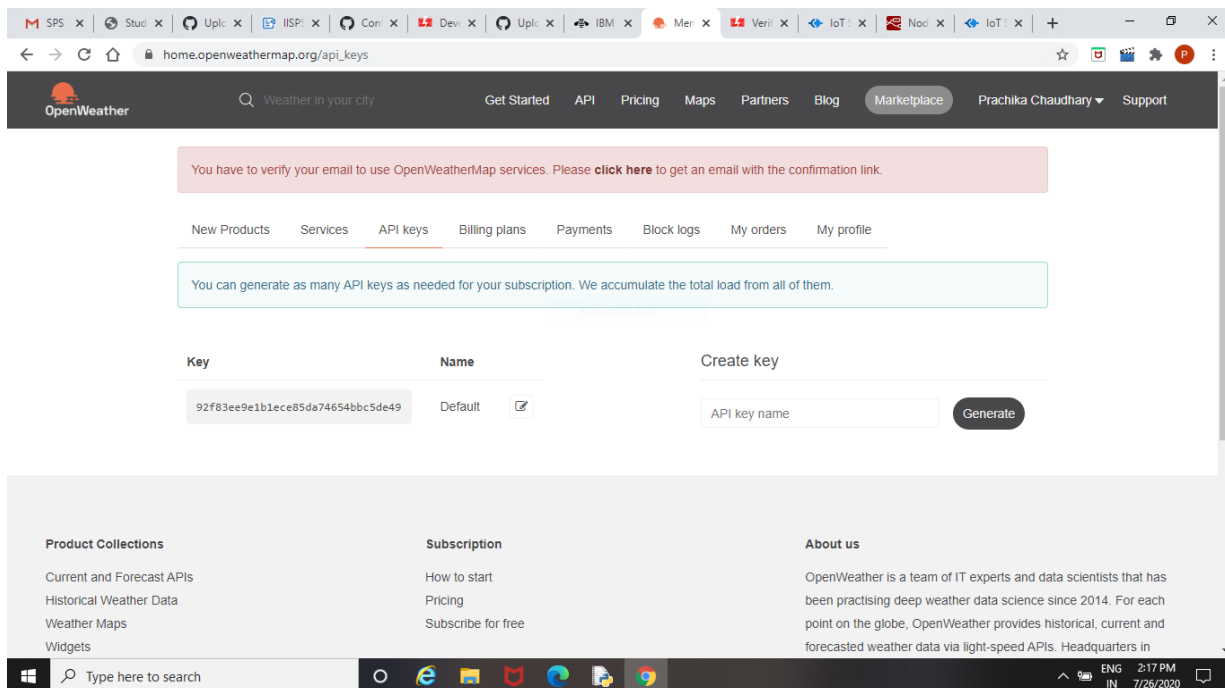 SPS
Stud
Uplo
IISPS
Con
Deve
Uplo
IBM
Mem
Verif
IoT S
Nod
IoT S
home.openweathermap.org/api_keys
P
OpenWeather
Weather in your city
Get Started API Pricing Maps Partners Blog Marketplace Prachika Chaudhary Support
You have to verify your email to use OpenWeatherMap services. Please click here to get an email with the confirmation link.
New Products Services API keys Billing plans Payments Block logs My orders My profile
You can generate as many API keys as needed for your subscription. We accumulate the total load from all of them.
Key Name
Create key
92f83ee9e1b1ece85da74654bbc5de49 Default
API key name Generate
Product Collections
Current and Forecast APIs
Historical Weather Data
Weather Maps
Widgets
Subscription
How to start
Pricing
Subscribe for free
About us
OpenWeather is a team of IT experts and data scientists that has
been practising deep weather data science since 2014. For each
point on the globe, OpenWeather provides historical, current and
forecasted weather data via light-speed APIs. Headquarters in
Type here to search
ENG
IN
2:17 PM
7/26/2020